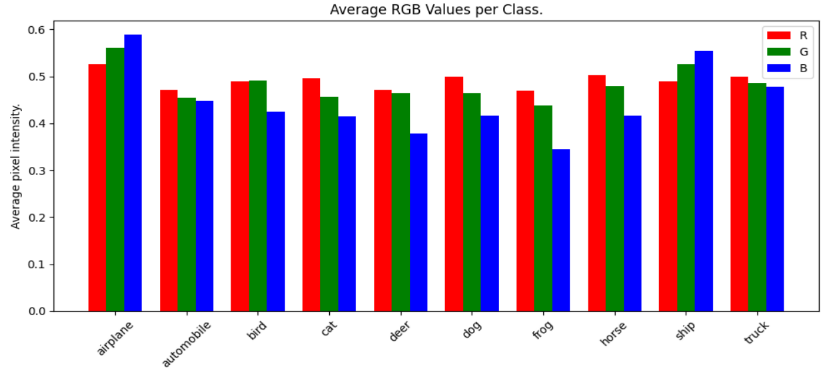 Average RGB Values per Class.
R
G
B
Average pixel intensity.
0.6
0.5
0.4
0.3
0.2
0.1
0.0
airplane
automobile
bird
cat
deer
dog
frog
horse
ship
truck